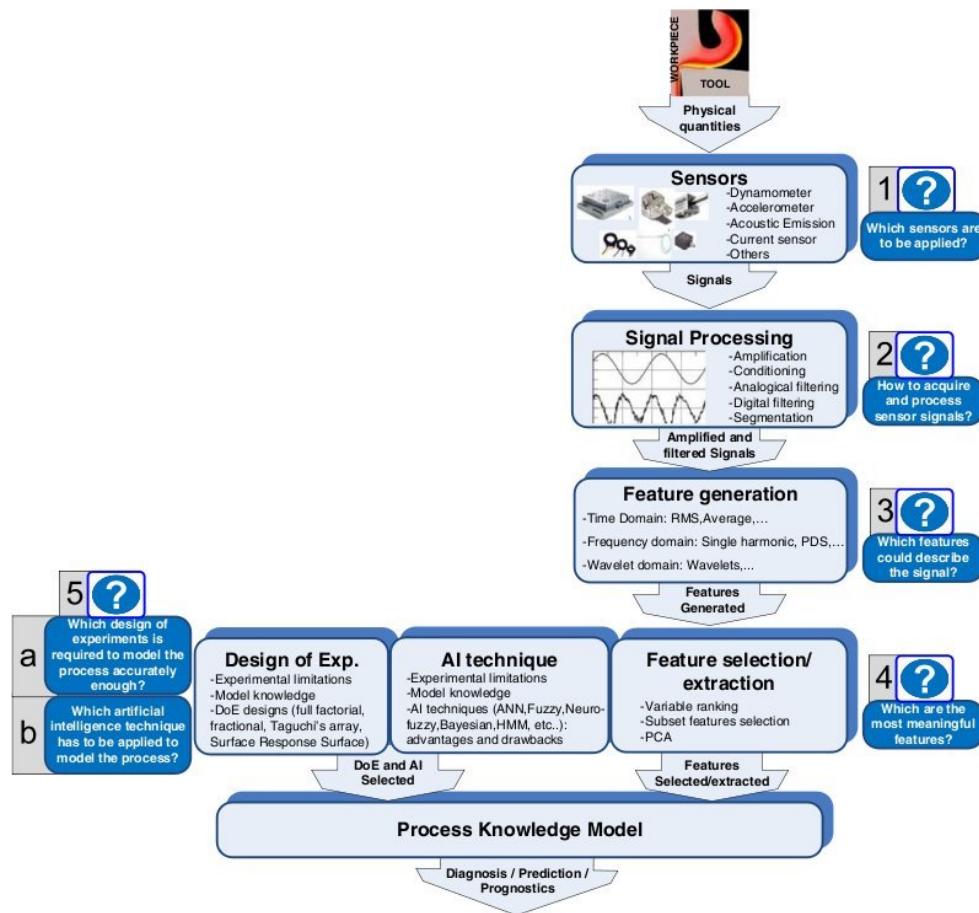 WORKPIECE
TOOL
Physical
quantities
Sensors
-Dynamometer
-Accelerometer
-Acoustic Emission
-Current sensor
-Others
1
?
Which sensors are
to be applied?
Signals
Signal Processing
-Amplification
-Conditioning
-Analogical filtering
-Digital filtering
-Segmentation
2
?
How to acquire
and process
sensor signals?
Amplified and
filtered Signals
Feature generation
-Time Domain: RMS,Average,...
-Frequency domain: Single harmonic, PDS,...
-Wavelet domain: Wavelets,...
3
?
Which features
could describe
the signal?
Features
Generated
5
?
a
Which design of
experiments is
required to model the
process accurately
enough?
b
Which artificial
intelligence technique
has to be applied to
model the process?
Design of Exp.
-Experimental limitations
-Model knowledge
-DoE designs (full factorial,
fractional, Taguchi's array,
Surface Response Surface)
AI technique
-Experimental limitations
-Model knowledge
-AI techniques (ANN,Fuzzy,Neuro-
fuzzy,Bayesian,HMM, etc..):
advantages and drawbacks
Feature selection/
extraction
-Variable ranking
-Subset features selection
-PCA
4
?
Which are the
most meaningful
features?
DoE and AI
Selected
Features
Selected/extracted
Process Knowledge Model
Diagnosis / Prediction /
Prognostics